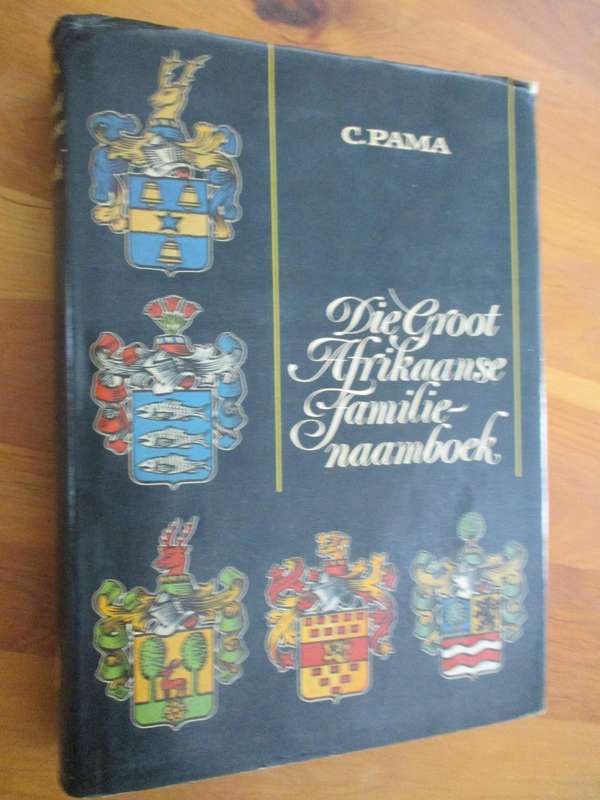 C. PAMA
Die Groot
Afrikaanse
Familie-
naamboek